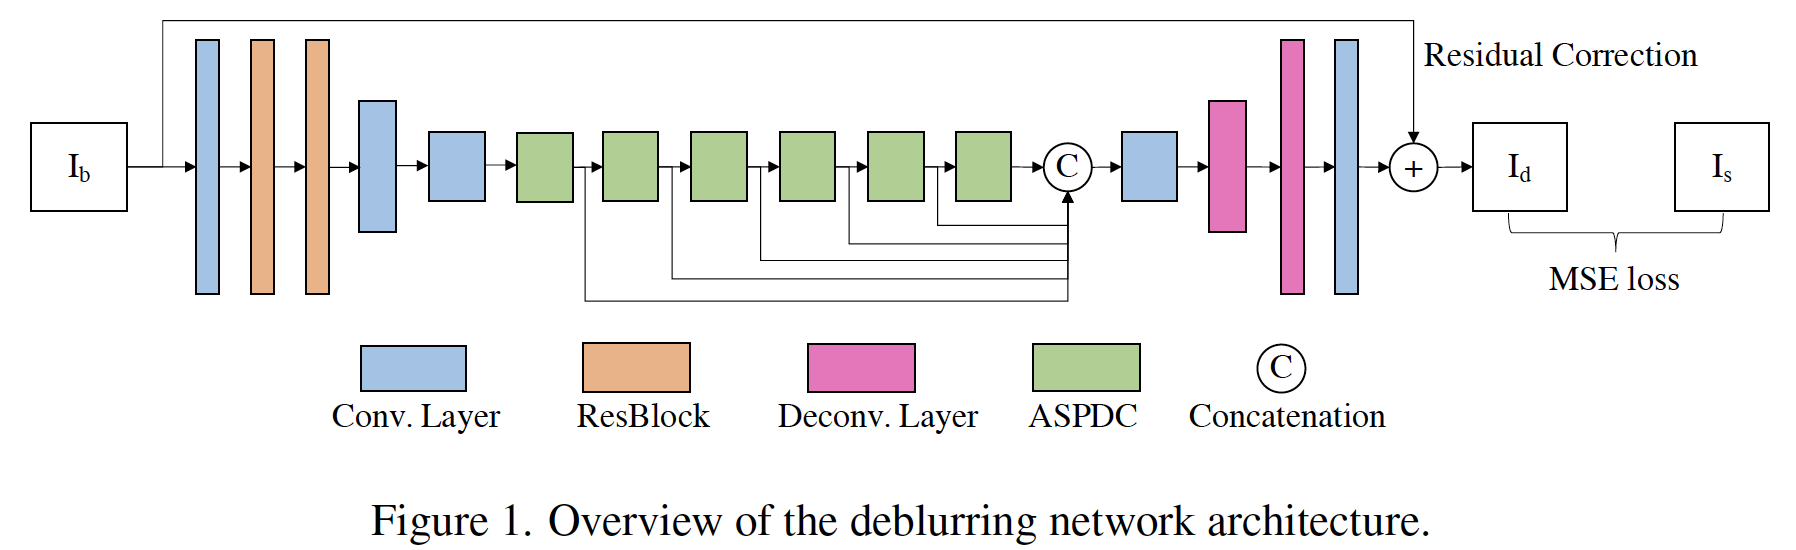 Residual Correction
I_b
C
+
I_d
I_s
MSE loss
C
Conv. Layer
ResBlock
Deconv. Layer
ASPDC
Concatenation
Figure 1. Overview of the deblurring network architecture.